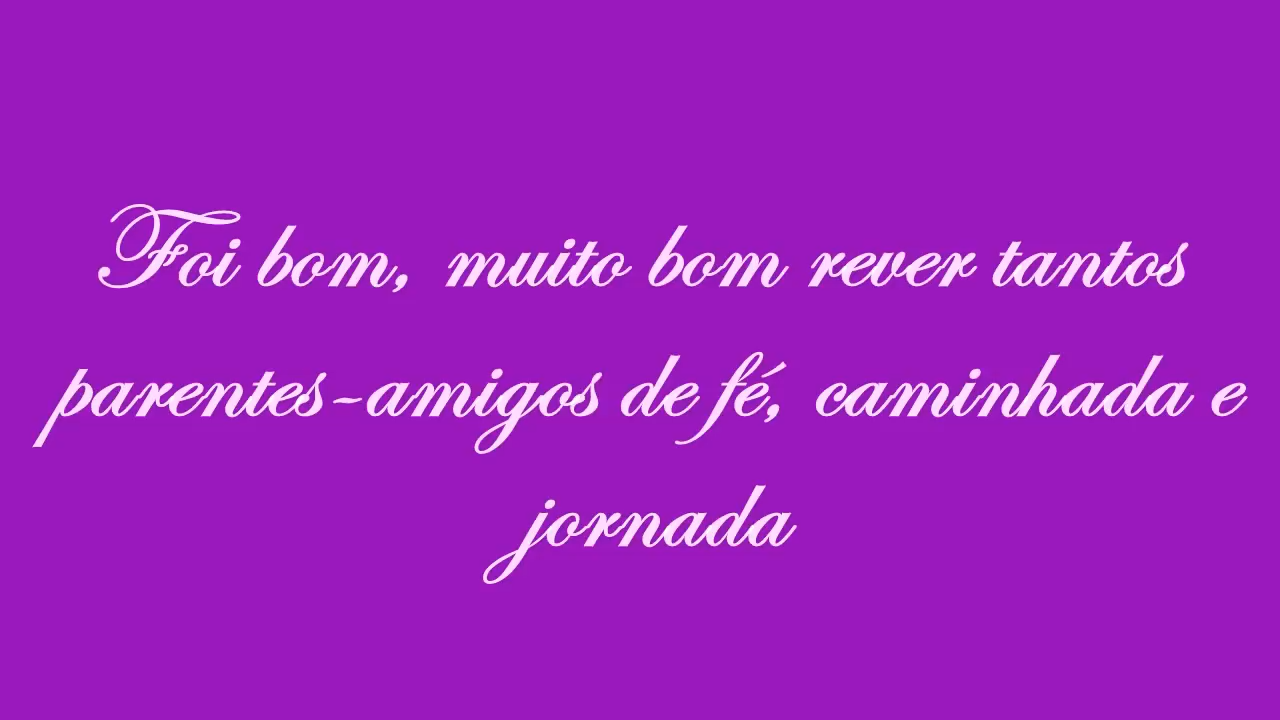 Foi bom, muito bom rever tantos
parentes-amigos de fé, caminhada e
jornada